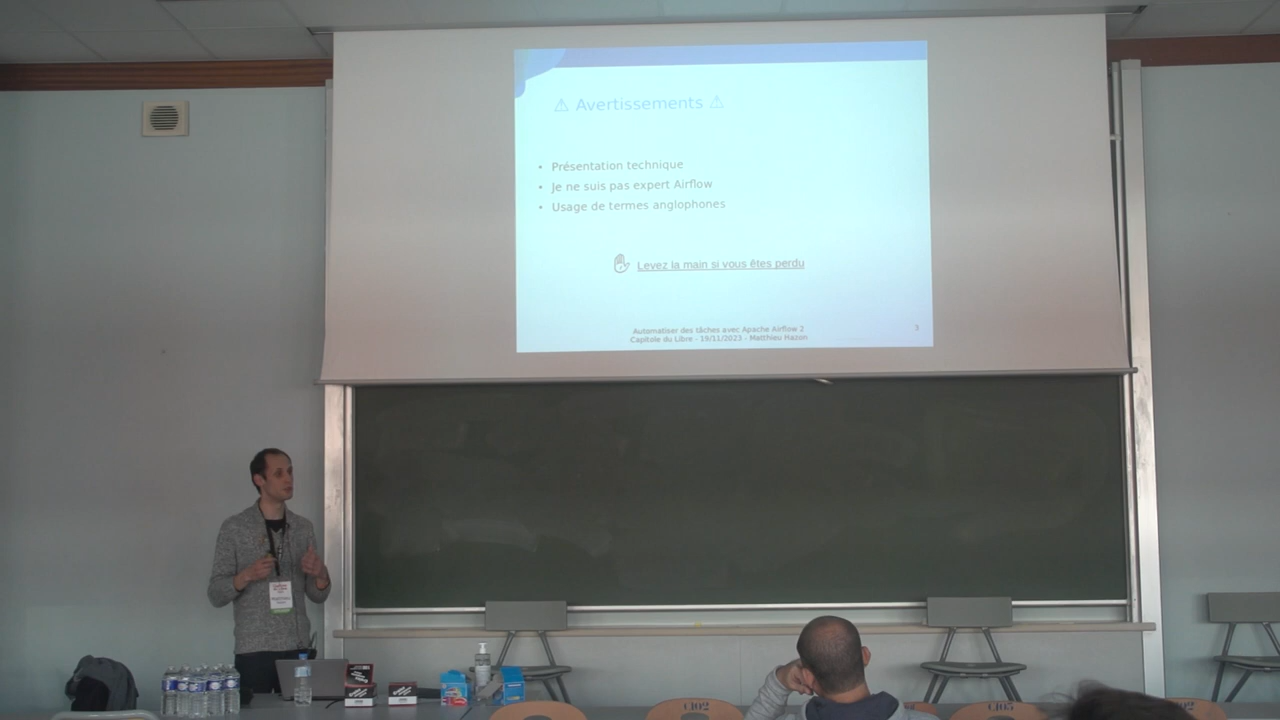 ⚠ Avertissements ⚠
• Présentation technique
• Je ne suis pas expert Airflow
• Usage de termes anglophones
Levez la main si vous êtes perdu
Automatiser des tâches avec Apache Airflow 2
Capitole du Libre - 19/11/2023 - Matthieu Hazon
3